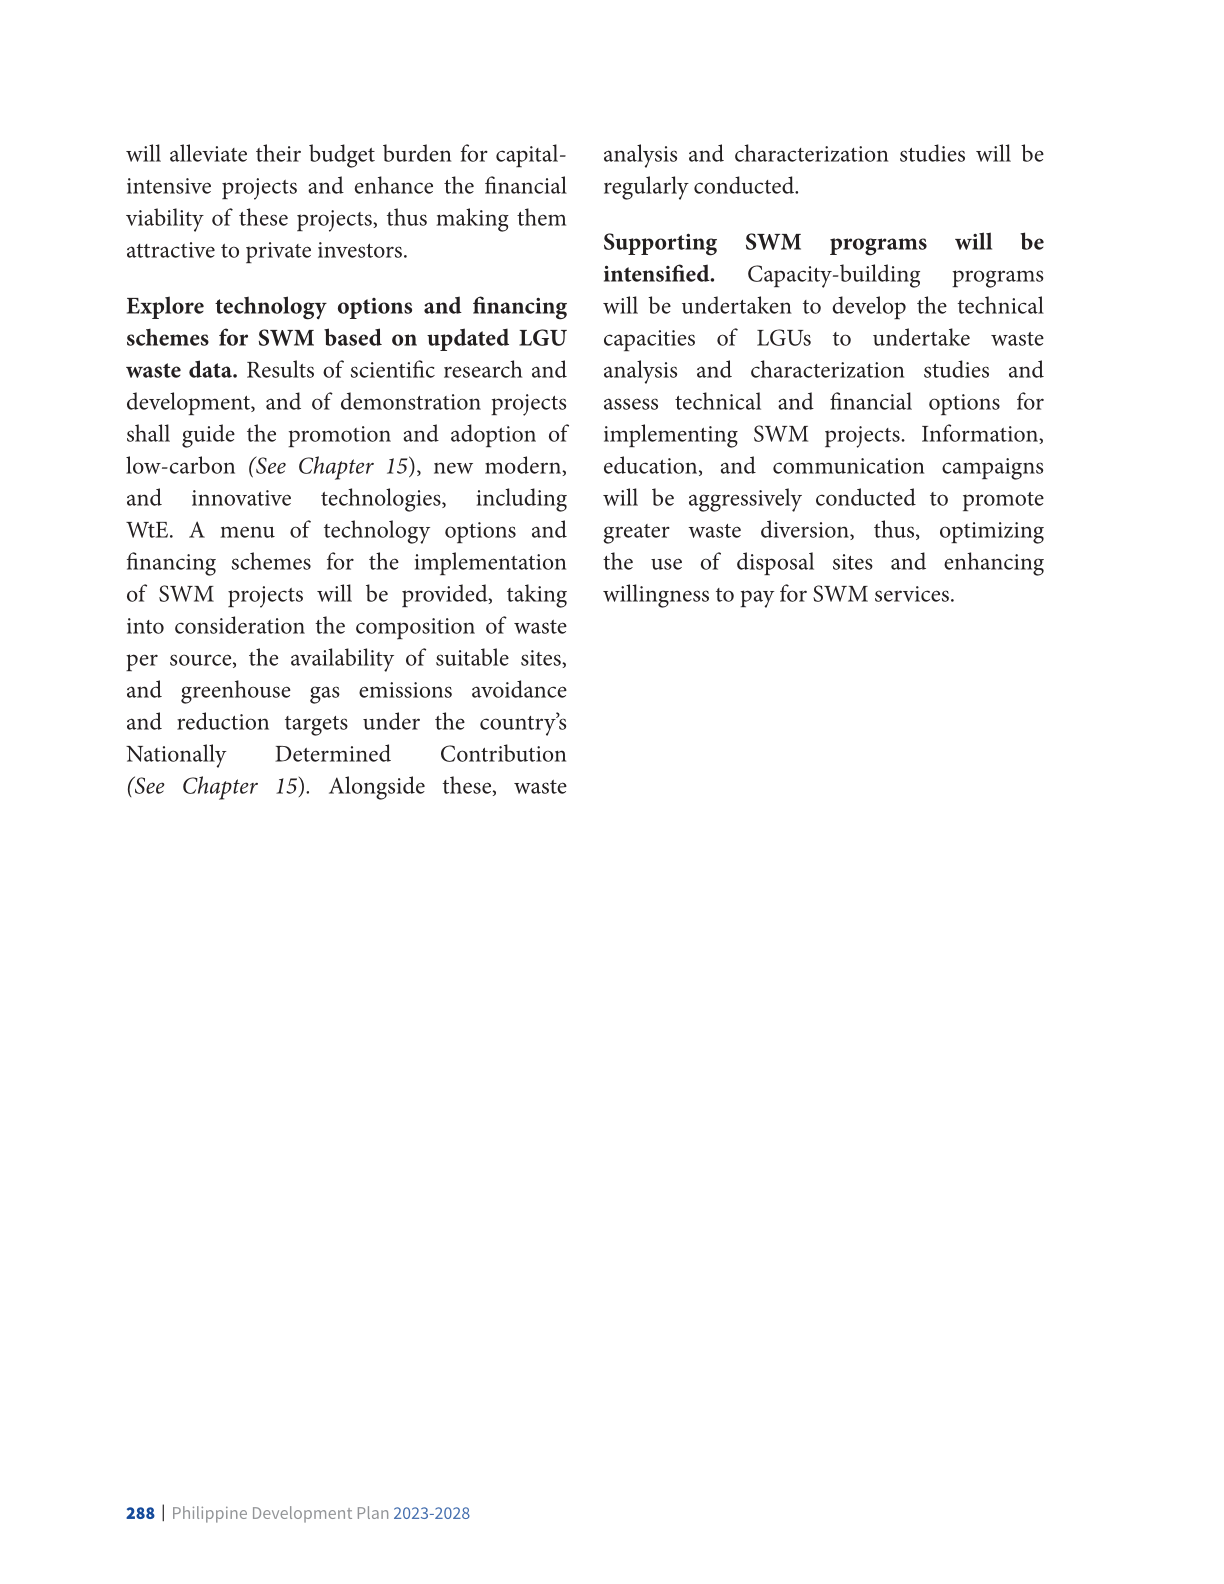 will alleviate their budget burden for capital-
intensive projects and enhance the financial
viability of these projects, thus making them
attractive to private investors.
Explore technology options and financing
schemes for SWM based on updated LGU
waste data. Results of scientific research and
development, and of demonstration projects
shall guide the promotion and adoption of
low-carbon (See Chapter 15), new modern,
and innovative technologies, including
WtE. A menu of technology options and
financing schemes for the implementation
of SWM projects will be provided, taking
into consideration the composition of waste
per source, the availability of suitable sites,
and greenhouse gas emissions avoidance
and reduction targets under the country’s
Nationally Determined Contribution
(See Chapter 15). Alongside these, waste
analysis and characterization studies will be
regularly conducted.
Supporting SWM programs will be
intensified. Capacity-building programs
will be undertaken to develop the technical
capacities of LGUs to undertake waste
analysis and characterization studies and
assess technical and financial options for
implementing SWM projects. Information,
education, and communication campaigns
will be aggressively conducted to promote
greater waste diversion, thus, optimizing
the use of disposal sites and enhancing
willingness to pay for SWM services.
288 | Philippine Development Plan 2023-2028